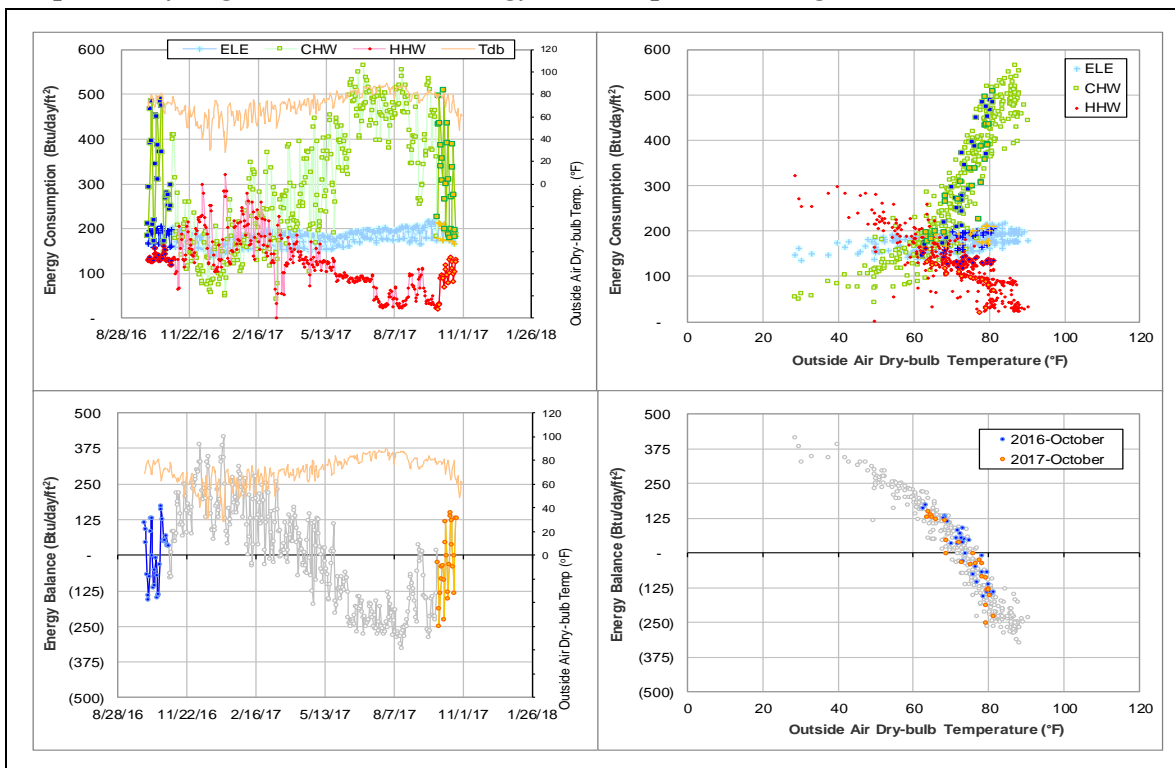 ELE CHW HHW Tdb
600
500
400
300
200
100
-
120
100
80
60
40
20
0
Energy Consumption (Btu/day/ft²)
Outside Air Dry-bulb Temp. (°F)
8/28/16 11/22/16 2/16/17 5/13/17 8/7/17 11/1/17 1/26/18
600
500
400
300
200
100
-
Energy Consumption (Btu/day/ft²)
ELE
CHW
HHW
0 20 40 60 80 100 120
Outside Air Dry-bulb Temperature (°F)
500
375
250
125
-
(125)
(250)
(375)
(500)
120
100
80
60
40
20
0
Energy Balance (Btu/day/ft²)
Outside Air Dry-bulb Temp (°F)
8/28/16 11/22/16 2/16/17 5/13/17 8/7/17 11/1/17 1/26/18
500
375
250
125
-
(125)
(250)
(375)
(500)
Energy Balance (Btu/day/ft²)
2016-October
2017-October
0 20 40 60 80 100 120
Outside Air Dry-bulb Temperature (°F)